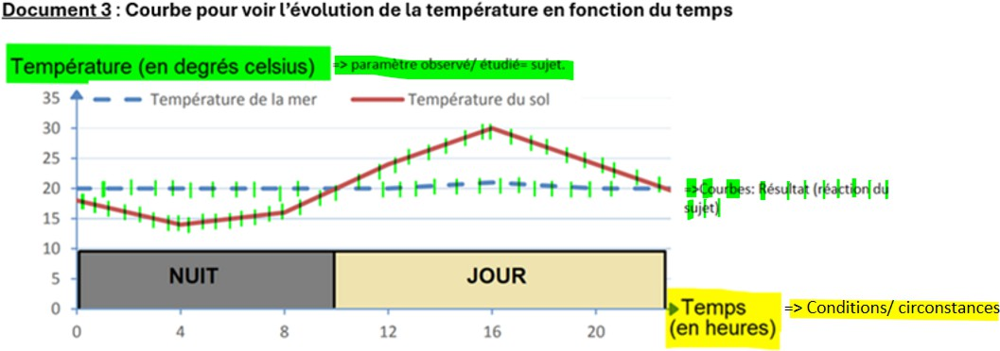 Document 3 : Courbe pour voir l’évolution de la température en fonction du temps
Température (en degrés celsius) => paramètre observé/ étudié= sujet.
35
Température de la mer Température du sol
30
25
20
=>Courbes: Résultat (réaction du
sujet)
15
10
NUIT JOUR
5
0
Temps
(en heures)
=> Conditions/ circonstances
0 4 8 12 16 20